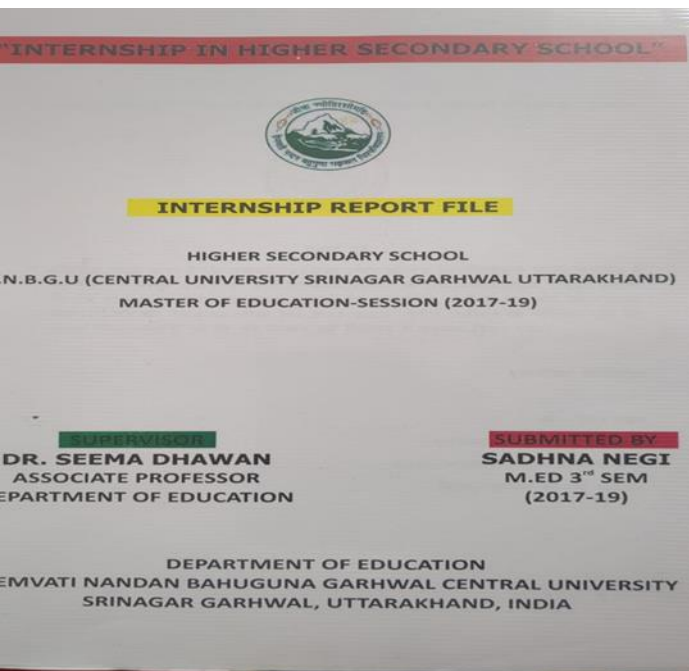 "INTERNSHIP IN HIGHER SECONDARY SCHOOL"
INTERNSHIP REPORT FILE
HIGHER SECONDARY SCHOOL
.N.B.G.U (CENTRAL UNIVERSITY SRINAGAR GARHWAL UTTARAKHAND)
MASTER OF EDUCATION-SESSION (2017-19)
SUPERVISOR
DR. SEEMA DHAWAN
ASSOCIATE PROFESSOR
EPARTMENT OF EDUCATION
SUBMITTED BY
SADHNA NEGI
M.ED 3rd SEM
(2017-19)
DEPARTMENT OF EDUCATION
EMVATI NANDAN BAHUGUNA GARHWAL CENTRAL UNIVERSITY
SRINAGAR GARHWAL, UTTARAKHAND, INDIA